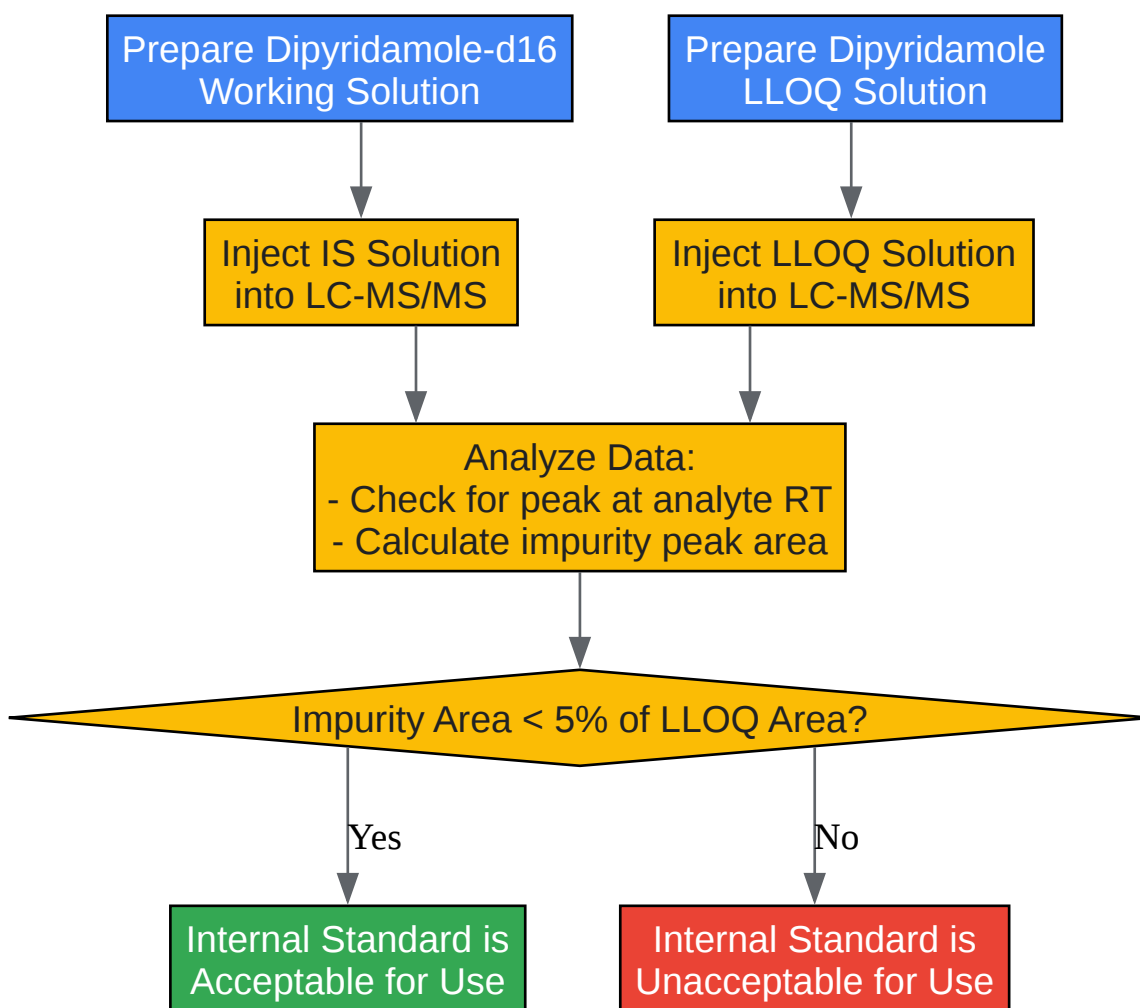 Prepare Dipyridamole-d16
Working Solution
Prepare Dipyridamole
LLOQ Solution
Inject IS Solution
into LC-MS/MS
Inject LLOQ Solution
into LC-MS/MS
Analyze Data:
- Check for peak at analyte RT
- Calculate impurity peak area
Impurity Area < 5% of LLOQ Area?
Yes
No
Internal Standard is
Acceptable for Use
Internal Standard is
Unacceptable for Use